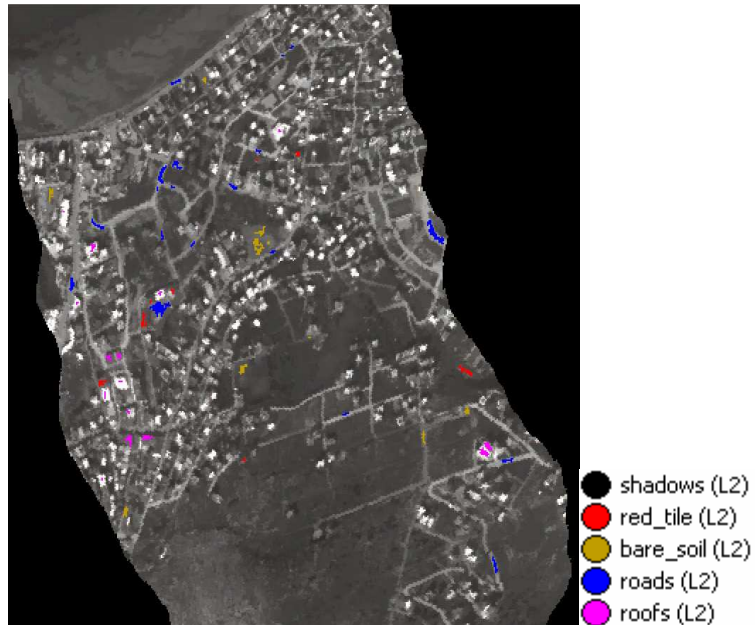 shadows (L2)
red_tile (L2)
bare_soil (L2)
roads (L2)
roofs (L2)